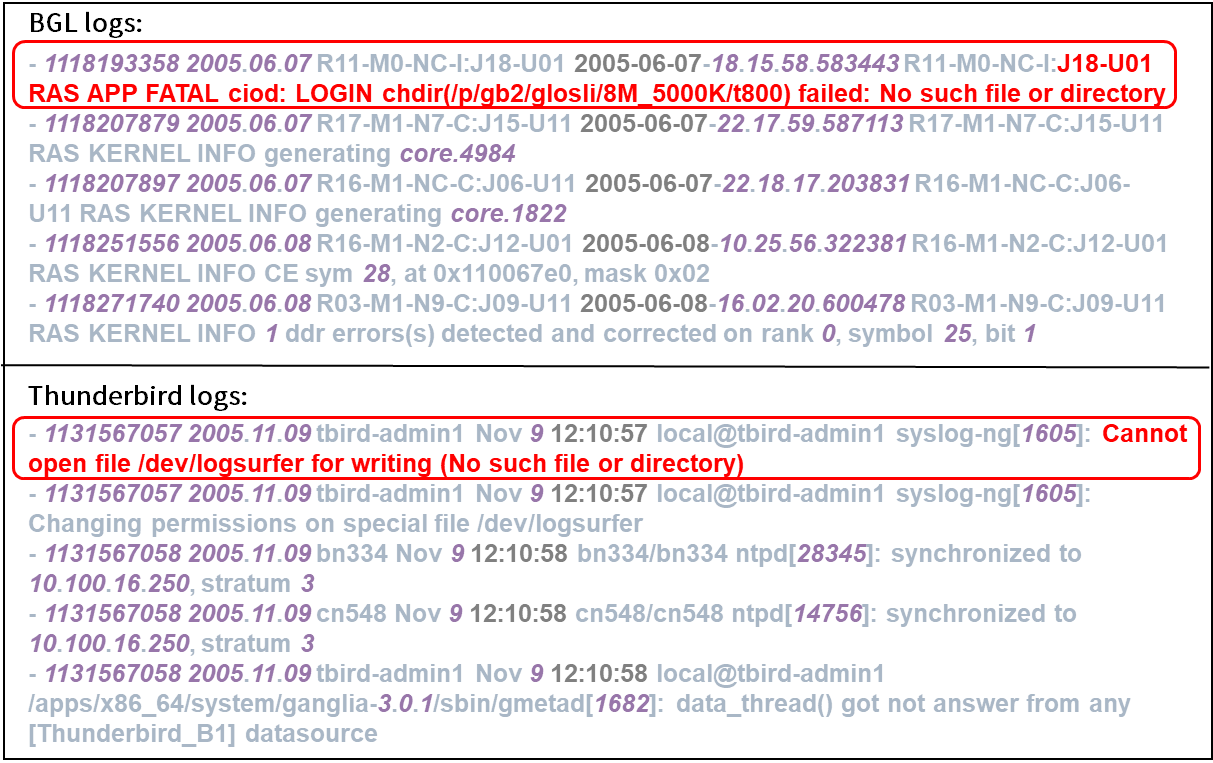 BGL logs:
- 1118193358 2005.06.07 R11-M0-NC-I:J18-U01 2005-06-07-18.15.58.583443 R11-M0-NC-I:J18-U01
RAS APP FATAL ciod: LOGIN chdir(/p/gb2/glosli/8M_5000K/t800) failed: No such file or directory
- 1118207879 2005.06.07 R17-M1-N7-C:J15-U11 2005-06-07-22.17.59.587113 R17-M1-N7-C:J15-U11
RAS KERNEL INFO generating core.4984
- 1118207897 2005.06.07 R16-M1-NC-C:J06-U11 2005-06-07-22.18.17.203831 R16-M1-NC-C:J06-
U11 RAS KERNEL INFO generating core.1822
- 1118251556 2005.06.08 R16-M1-N2-C:J12-U01 2005-06-08-10.25.56.322381 R16-M1-N2-C:J12-U01
RAS KERNEL INFO CE sym 28, at 0x110067e0, mask 0x02
- 1118271740 2005.06.08 R03-M1-N9-C:J09-U11 2005-06-08-16.02.20.600478 R03-M1-N9-C:J09-U11
RAS KERNEL INFO 1 ddr errors(s) detected and corrected on rank 0, symbol 25, bit 1
Thunderbird logs:
- 1131567057 2005.11.09 tbird-admin1 Nov 9 12:10:57 local@tbird-admin1 syslog-ng[1605]: Cannot
open file /dev/logsurfer for writing (No such file or directory)
- 1131567057 2005.11.09 tbird-admin1 Nov 9 12:10:57 local@tbird-admin1 syslog-ng[1605]:
Changing permissions on special file /dev/logsurfer
- 1131567058 2005.11.09 bn334 Nov 9 12:10:58 bn334/bn334 ntpd[28345]: synchronized to
10.100.16.250, stratum 3
- 1131567058 2005.11.09 cn548 Nov 9 12:10:58 cn548/cn548 ntpd[14756]: synchronized to
10.100.16.250, stratum 3
- 1131567058 2005.11.09 tbird-admin1 Nov 9 12:10:58 local@tbird-admin1
/apps/x86_64/system/ganglia-3.0.1/sbin/gmetad[1682]: data_thread() got not answer from any
[Thunderbird_B1] datasource